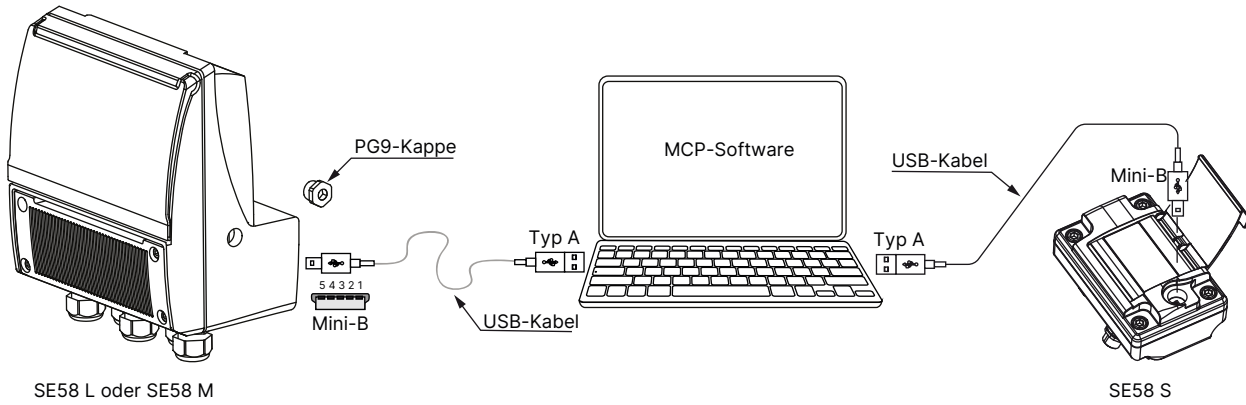 PG9-Kappe
MCP-Software
USB-Kabel
Mini-B
Typ A
Typ A
5 4 3 2 1
Mini-B
USB-Kabel
SE58 L oder SE58 M
SE58 S